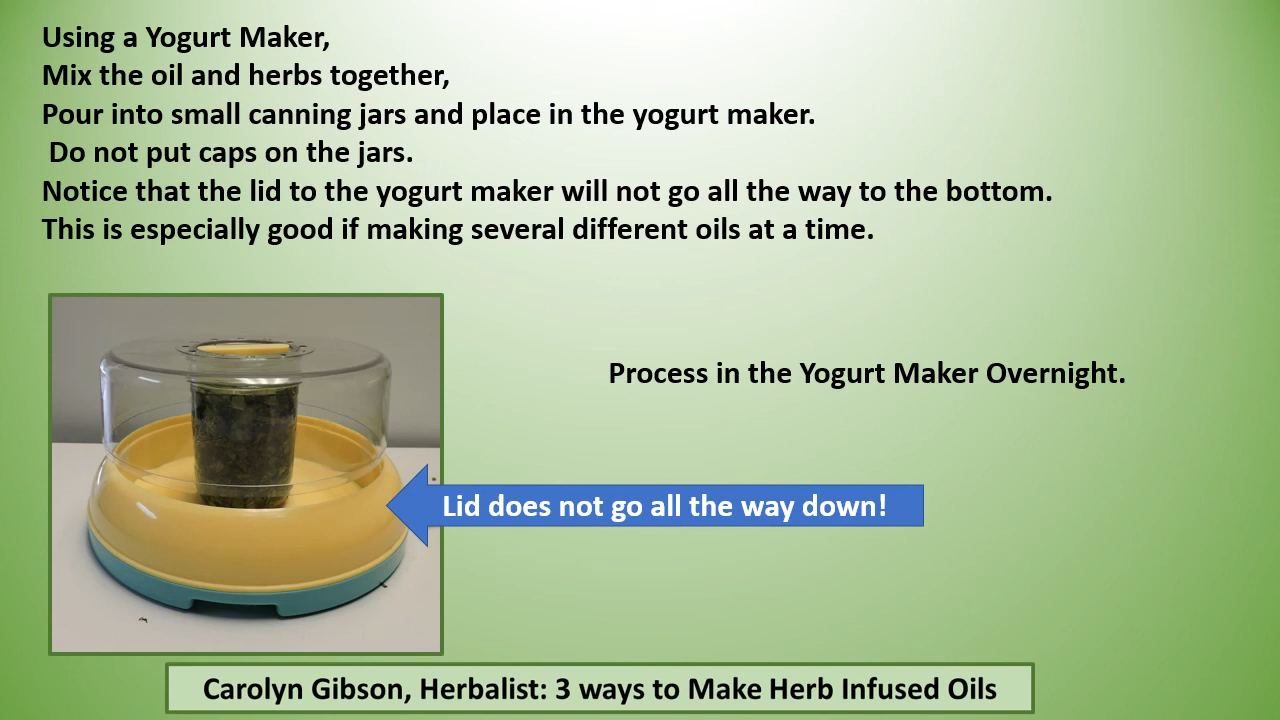 Using a Yogurt Maker,
Mix the oil and herbs together,
Pour into small canning jars and place in the yogurt maker.
Do not put caps on the jars.
Notice that the lid to the yogurt maker will not go all the way to the bottom.
This is especially good if making several different oils at a time.
Process in the Yogurt Maker Overnight.
Lid does not go all the way down!
Carolyn Gibson, Herbalist: 3 ways to Make Herb Infused Oils